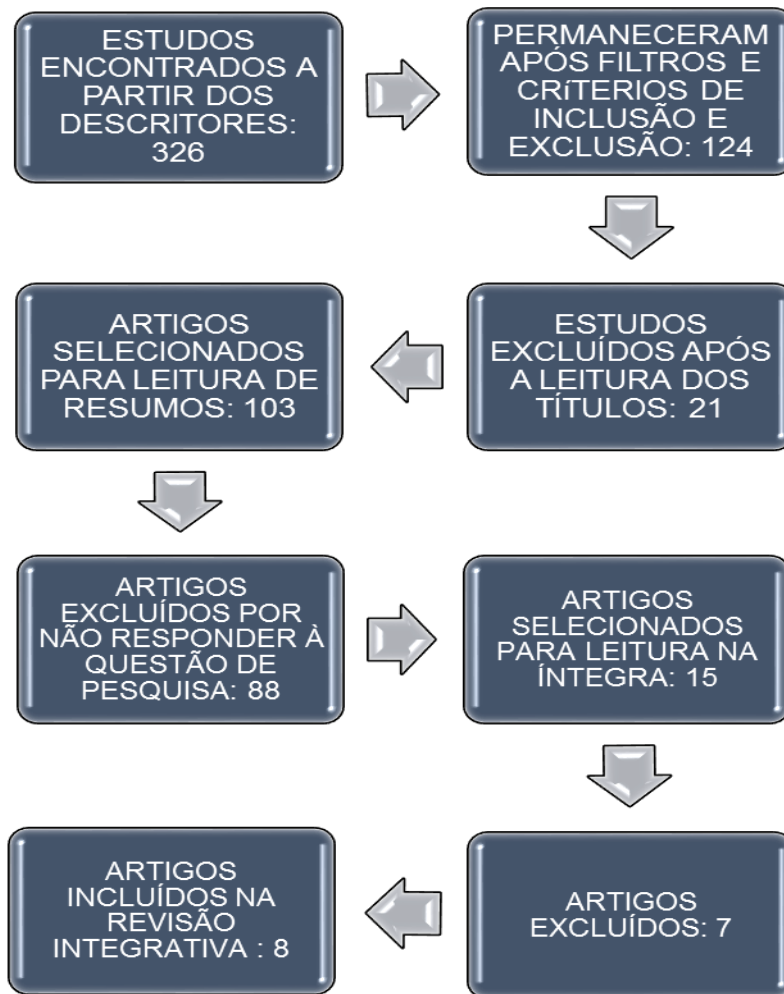 ESTUDOS
ENCONTRADOS A
PARTIR DOS
DESCRITORES:
326
PERMANECERAM
APÓS FILTROS E
CRíTERIOS DE
INCLUSÃO E
EXCLUSÃO: 124
ESTUDOS
EXCLUÍDOS APÓS
A LEITURA DOS
TÍTULOS: 21
ARTIGOS
SELECIONADOS
PARA LEITURA DE
RESUMOS: 103
ARTIGOS
EXCLUÍDOS POR
NÃO RESPONDER À
QUESTÃO DE
PESQUISA: 88
ARTIGOS
SELECIONADOS
PARA LEITURA NA
ÍNTEGRA: 15
ARTIGOS
EXCLUÍDOS: 7
ARTIGOS
INCLUÍDOS NA
REVISÃO
INTEGRATIVA : 8